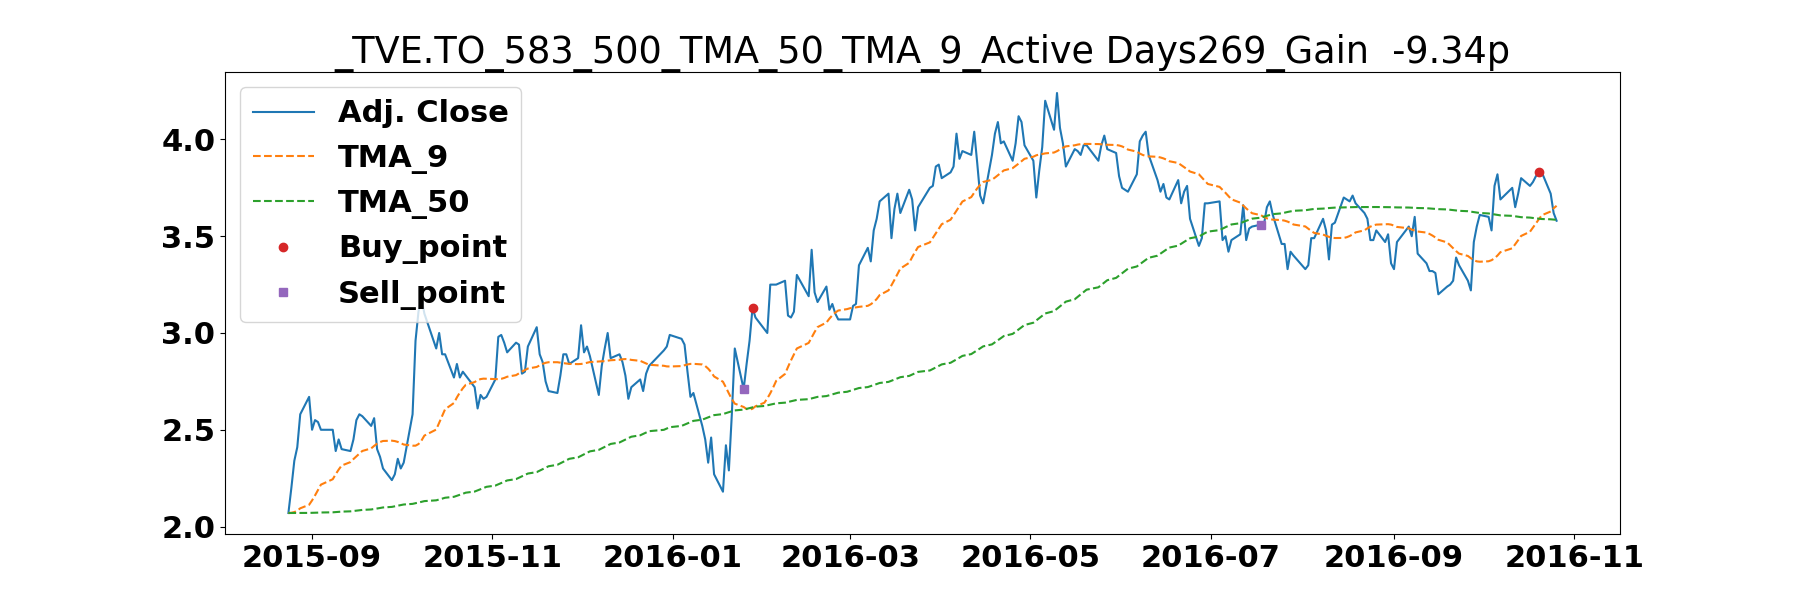 _TVE.TO_583_500_TMA_50_TMA_9_Active Days269_Gain  -9.34p
Adj. Close
TMA_9
TMA_50
Buy_point
Sell_point
4.0
3.5
3.0
2.5
2.0
2015-09 2015-11 2016-01 2016-03 2016-05 2016-07 2016-09 2016-11